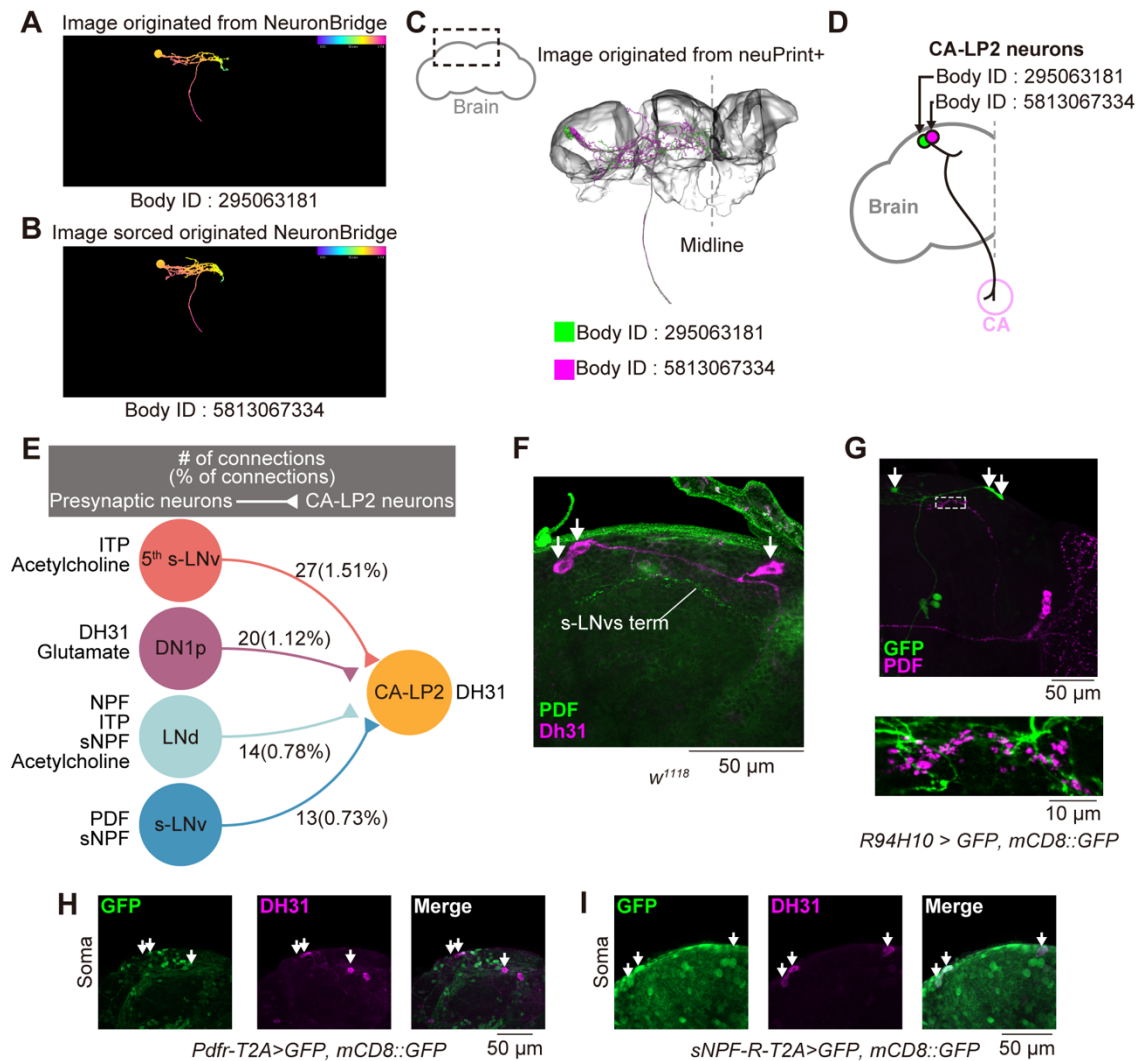 A
Image originated from NeuronBridge
Body ID : 295063181
B
Image sorced originated NeuronBridge
Body ID : 5813067334
C
Image originated from neuPrint+
Brain
Midline
Body ID : 295063181
Body ID : 5813067334
D
CA-LP2 neurons
Body ID : 295063181
Body ID : 5813067334
Brain
CA
E
# of connections
(% of connections)
Presynaptic neurons
CA-LP2 neurons
ITP
Acetylcholine
5th s-LNv
27(1.51%)
DH31
Glutamate
DN1p
20(1.12%)
CA-LP2
DH31
NPF
ITP
sNPF
Acetylcholine
LNd
14(0.78%)
PDF
sNPF
s-LNv
13(0.73%)
F
s-LNvs term
PDF
Dh31
50 µm
w1118
G
GFP
PDF
50 µm
10 µm
R94H10 > GFP, mCD8::GFP
H
GFP
DH31
Merge
Soma
50 µm
Pdfr-T2A>GFP, mCD8::GFP
I
GFP
DH31
Merge
Soma
50 µm
sNPF-R-T2A>GFP, mCD8::GFP